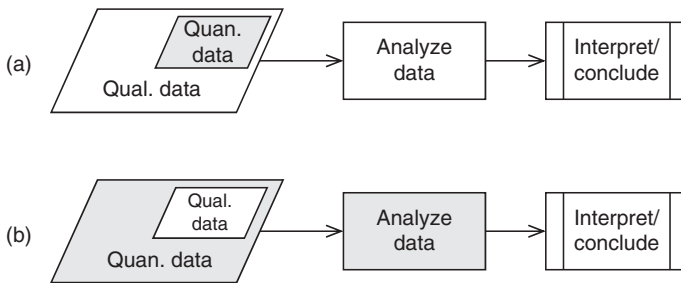 (a)
Quan.
data
Qual. data
Analyze
data
Interpret/
conclude
(b)
Qual.
data
Quan. data
Analyze
data
Interpret/
conclude